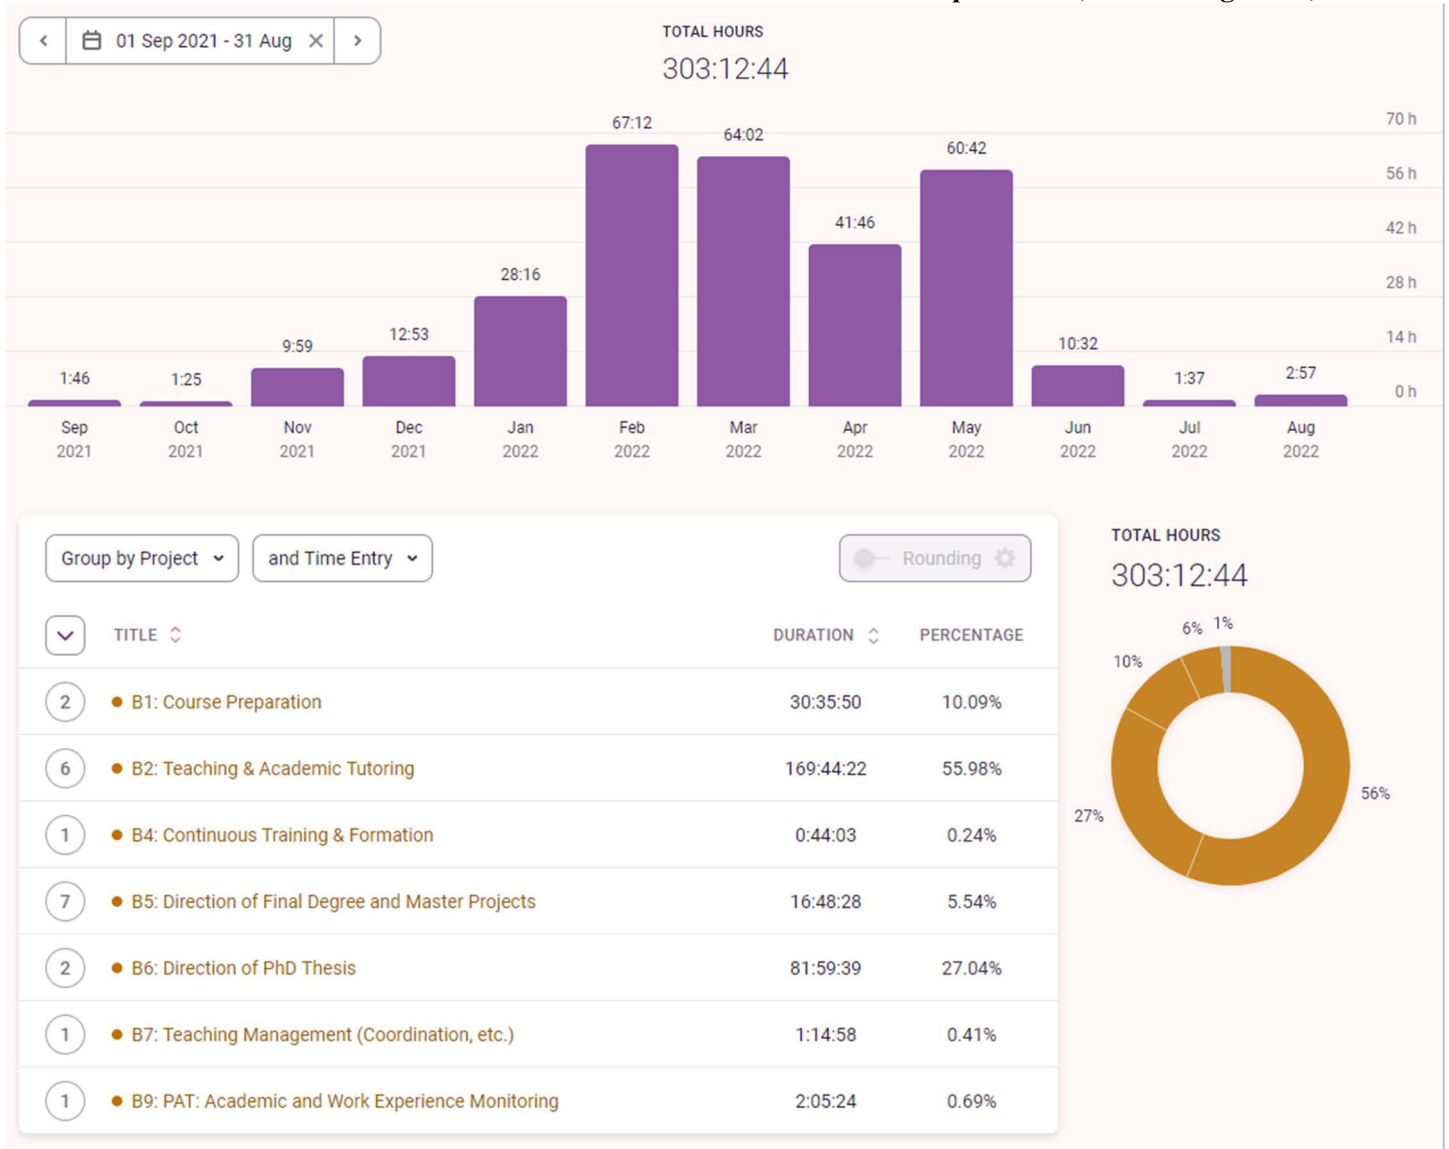 01 Sep 2021 - 31 Aug
TOTAL HOURS
303:12:44
70 h
56 h
42 h
28 h
14 h
0 h
1:46
1:25
9:59
12:53
28:16
67:12
64:02
41:46
60:42
10:32
1:37
2:57
Sep Oct Nov Dec Jan Feb Mar Apr May Jun Jul Aug
2021 2021 2021 2021 2022 2022 2022 2022 2022 2022 2022 2022
Group by Project and Time Entry Rounding
TITLE DURATION PERCENTAGE
2 B1: Course Preparation 30:35:50 10.09%
6 B2: Teaching & Academic Tutoring 169:44:22 55.98%
1 B4: Continuous Training & Formation 0:44:03 0.24%
7 B5: Direction of Final Degree and Master Projects 16:48:28 5.54%
2 B6: Direction of PhD Thesis 81:59:39 27.04%
1 B7: Teaching Management (Coordination, etc.) 1:14:58 0.41%
1 B9: PAT: Academic and Work Experience Monitoring 2:05:24 0.69%
TOTAL HOURS
303:12:44
6% 1%
10%
56%
27%